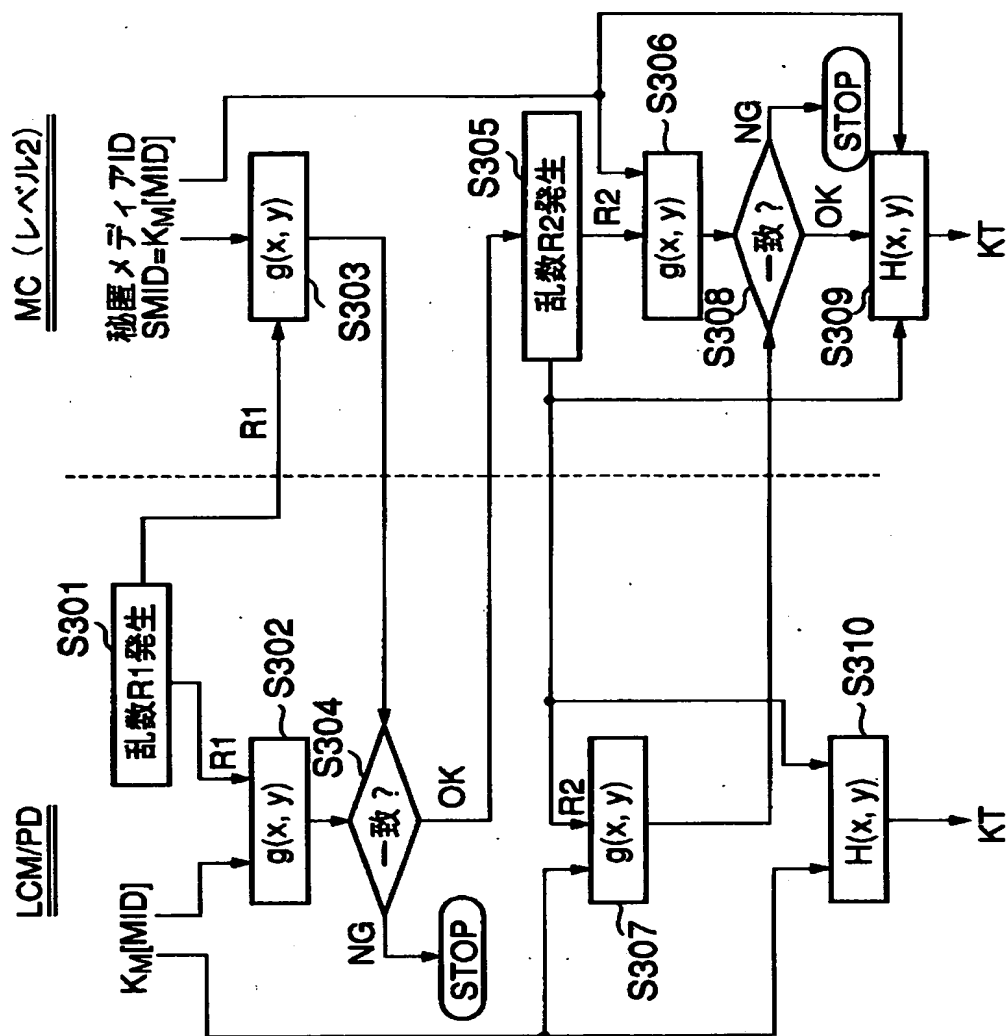 LCM/PD
MC (レベル2)
K_M[MID]
秘匿メディアID
SMID=K_M[MID]
S301
乱数R1発生
R1
R1
g(x, y)
S302
g(x, y)
S303
S304
一致?
NG
STOP
OK
乱数R2発生
S305
R2
R2
g(x, y)
S307
g(x, y)
S306
S308
一致?
NG
STOP
OK
H(x, y)
S310
H(x, y)
S309
KT
KT